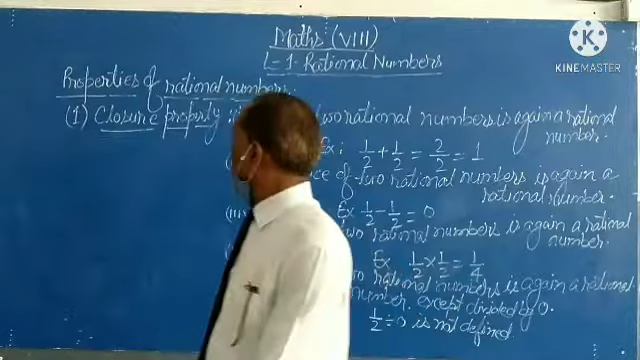 Maths (VIII)
L-1. Rational Numbers
KINEMASTER
Properties of rational numbers.
(1) Closure property two rational numbers is again a rational
number.
Ex: 1/2 + 1/2 = 2/2 = 1
of two rational numbers is again a
rational number.
(iii)
Ex 1/2 - 1/2 = 0
two rational numbers is again a rational
number.
Ex 1/2 × 1/2 = 1/4
rational numbers is again a rational
number. except divided by 0.
1/2 ÷ 0 is not defined